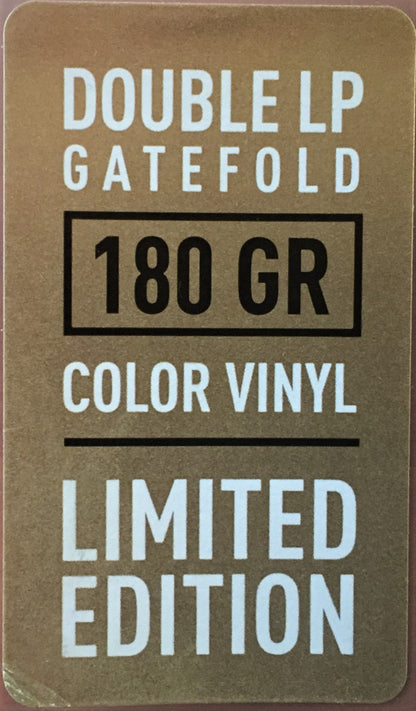 DOUBLE LP
GATEFOLD
180 GR
COLOR VINYL
LIMITED
EDITION